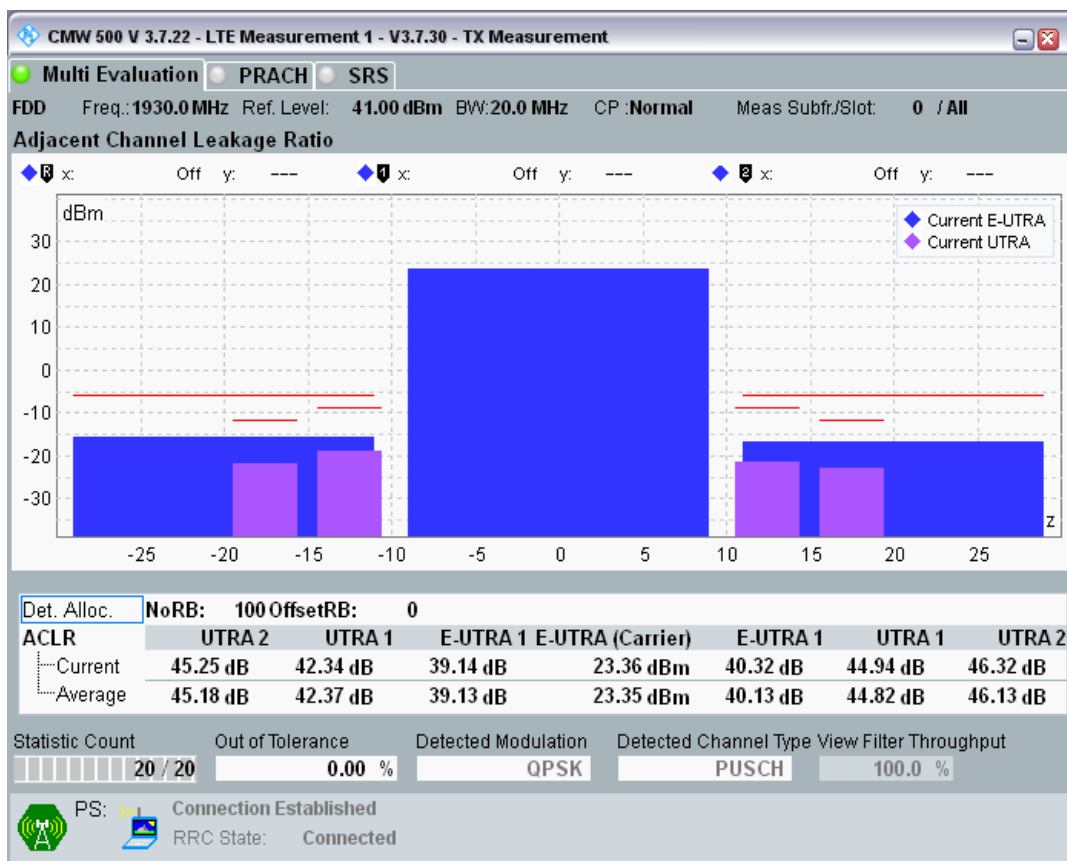 CMW 500 V 3.7.22 - LTE Measurement 1 - V3.7.30 - TX Measurement
Multi Evaluation PRACH SRS
FDD Freq.: 1930.0 MHz Ref. Level: 41.00 dBm BW: 20.0 MHz CP :Normal Meas Subfr./Slot: 0 / All
Adjacent Channel Leakage Ratio
R x: Off y: --- 1 x: Off y: --- 2 x: Off y: ---
dBm
Current E-UTRA
Current UTRA
30
20
10
0
-10
-20
-30
z
-25 -20 -15 -10 -5 0 5 10 15 20 25
Det. Alloc. NoRB: 100 OffsetRB: 0
ACLR UTRA 2 UTRA 1 E-UTRA 1 E-UTRA (Carrier) E-UTRA 1 UTRA 1 UTRA 2
Current 45.25 dB 42.34 dB 39.14 dB 23.36 dBm 40.32 dB 44.94 dB 46.32 dB
Average 45.18 dB 42.37 dB 39.13 dB 23.35 dBm 40.13 dB 44.82 dB 46.13 dB
Statistic Count Out of Tolerance Detected Modulation Detected Channel Type View Filter Throughput
20 / 20 0.00 % QPSK PUSCH 100.0 %
PS: Connection Established
RRC State: Connected